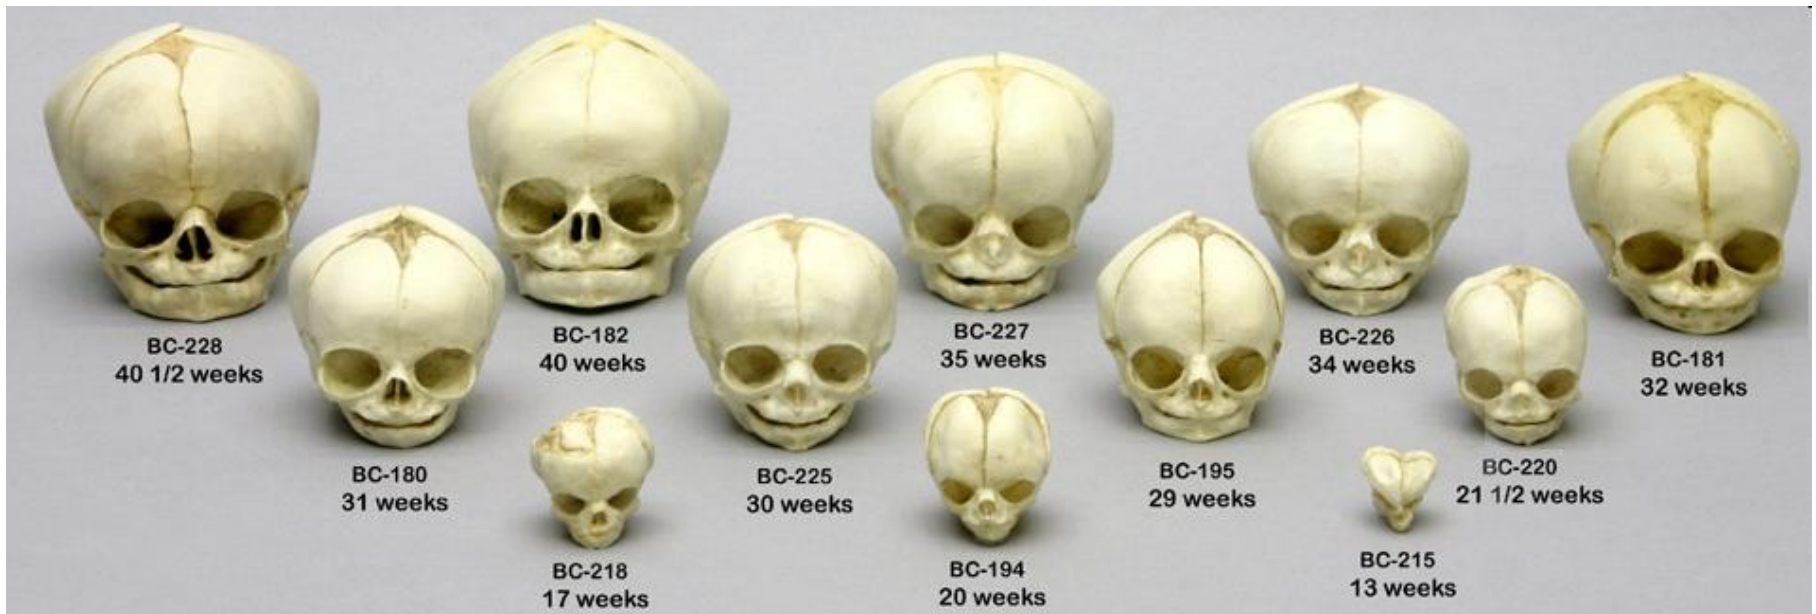 BC-228
40 1/2 weeks
BC-182
40 weeks
BC-227
35 weeks
BC-226
34 weeks
BC-181
32 weeks
BC-180
31 weeks
BC-225
30 weeks
BC-195
29 weeks
BC-220
21 1/2 weeks
BC-218
17 weeks
BC-194
20 weeks
BC-215
13 weeks